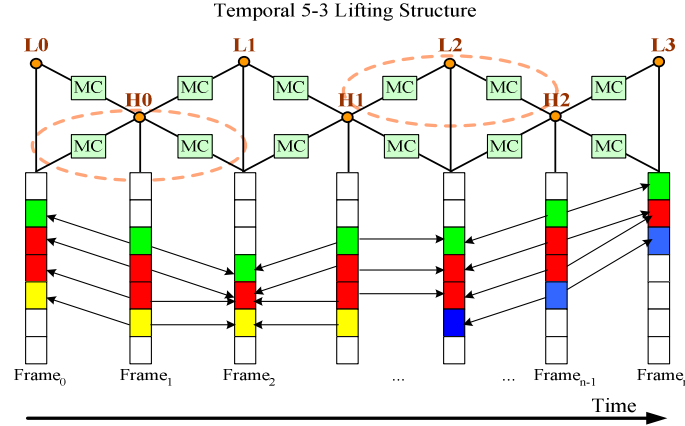 Temporal 5-3 Lifting Structure
L0 L1 L2 L3
MC MC MC MC MC MC
H0 H1 H2
MC MC MC MC MC MC
Frame0 Frame1 Frame2 ... ... Framen-1 Framen
Time